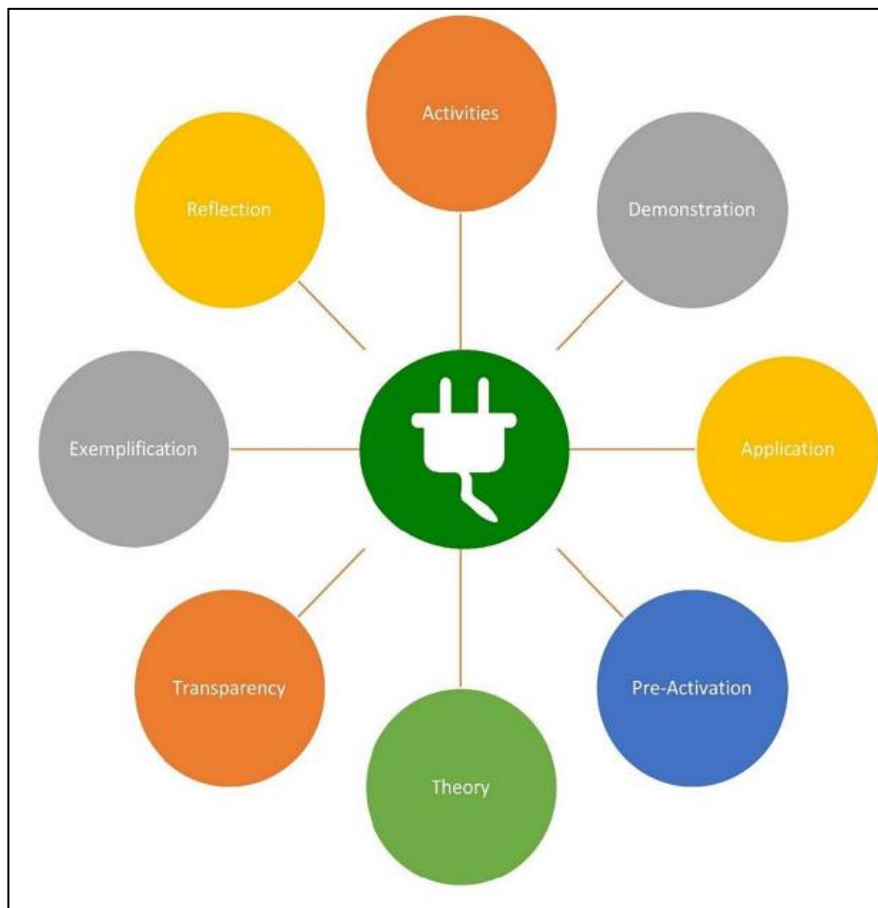 Activities
Reflection
Demonstration
Exemplification
Application
Transparency
Pre-Activation
Theory